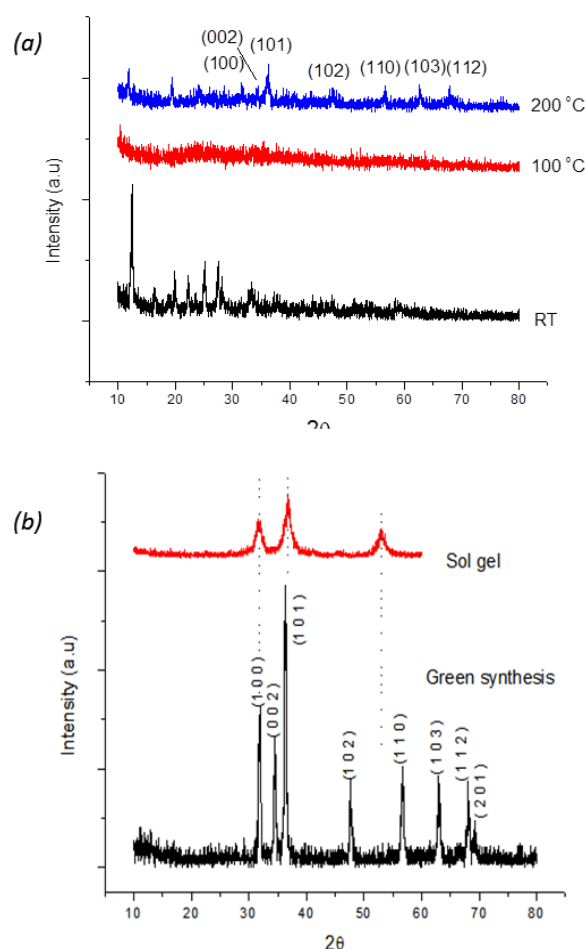 (a)
(002)
(101)
(100)
(102)
(110)
(103)
(112)
200 °C
100 °C
RT
Intensity (a.u)
10 20 30 40 50 60 70 80
(b)
Sol gel
Green synthesis
(100)
(002)
(101)
(102)
(110)
(103)
(112)
(201)
Intensity (a.u)
10 20 30 40 50 60 70 80
2θ